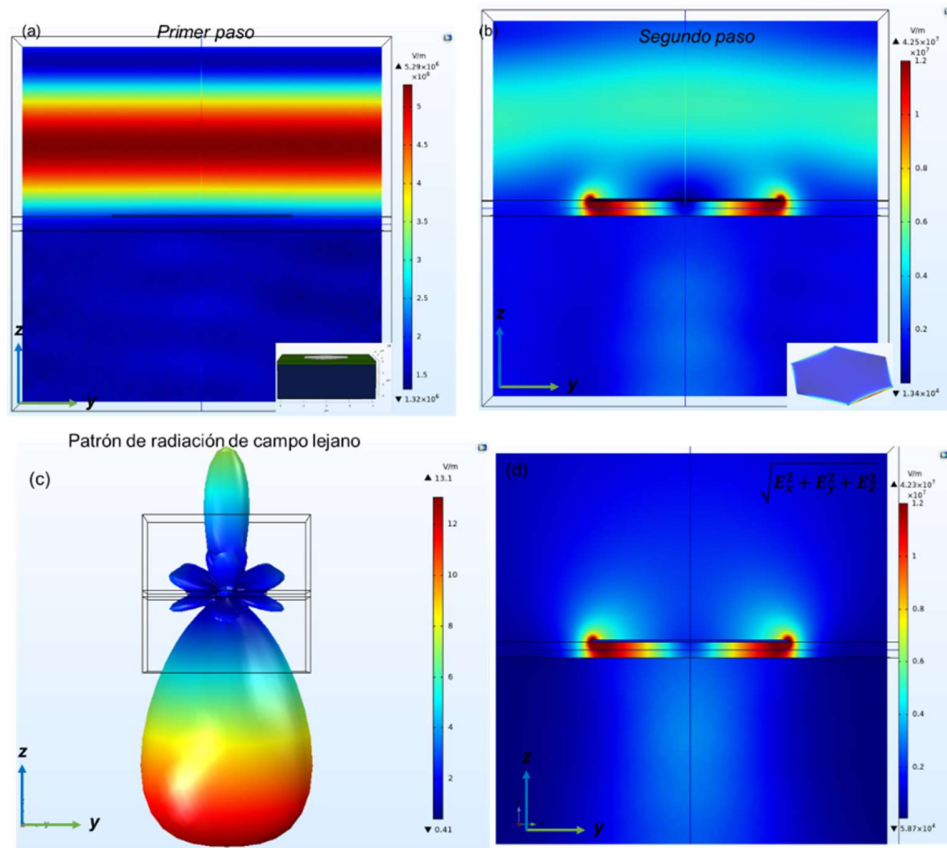 (a)
Primer paso
V/m
▲ 5.29×10⁶
×10⁶
5
4.5
4
3.5
3
2.5
2
1.5
▼ 1.32×10⁶
z
y
(b)
Segundo paso
V/m
▲ 4.25×10⁷
×10⁷
1.2
1
0.8
0.6
0.4
0.2
▼ 1.34×10⁴
z
y
Patrón de radiación de campo lejano
(c)
V/m
▲ 13.1
12
10
8
6
4
2
▼ 0.41
z
y
(d)
√(E_x² + E_y² + E_z²)
V/m
▲ 4.23×10⁷
×10⁷
1.2
1
0.8
0.6
0.4
0.2
▼ 5.87×10⁴
z
y